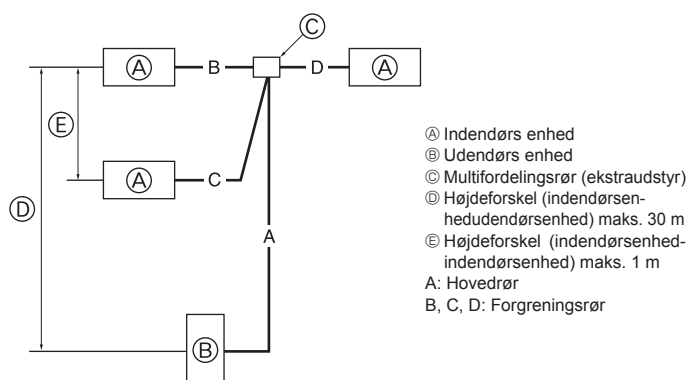 Ⓒ
Ⓐ B D Ⓐ
Ⓔ
Ⓐ C
Ⓓ
A
Ⓑ
Ⓐ Indendørs enhed
Ⓑ Udendørs enhed
Ⓒ Multifordelingsrør (ekstraudstyr)
Ⓓ Højdeforskel (indendørsen-
hedudendørsenhed) maks. 30 m
Ⓔ Højdeforskel (indendørsenhed-
indendørsenhed) maks. 1 m
A: Hovedrør
B, C, D: Forgreningsrør